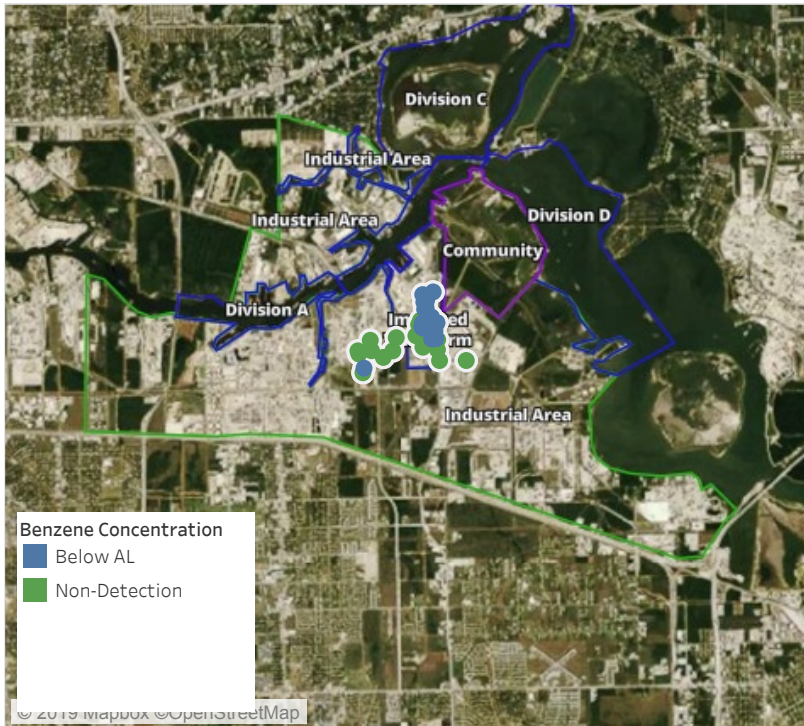 Division C
Industrial Area
Division D
Industrial Area
Community
Division A
Industrial Area
Benzene Concentration
Below AL
Non-Detection
© 2019 Mapbox ©OpenStreetMap